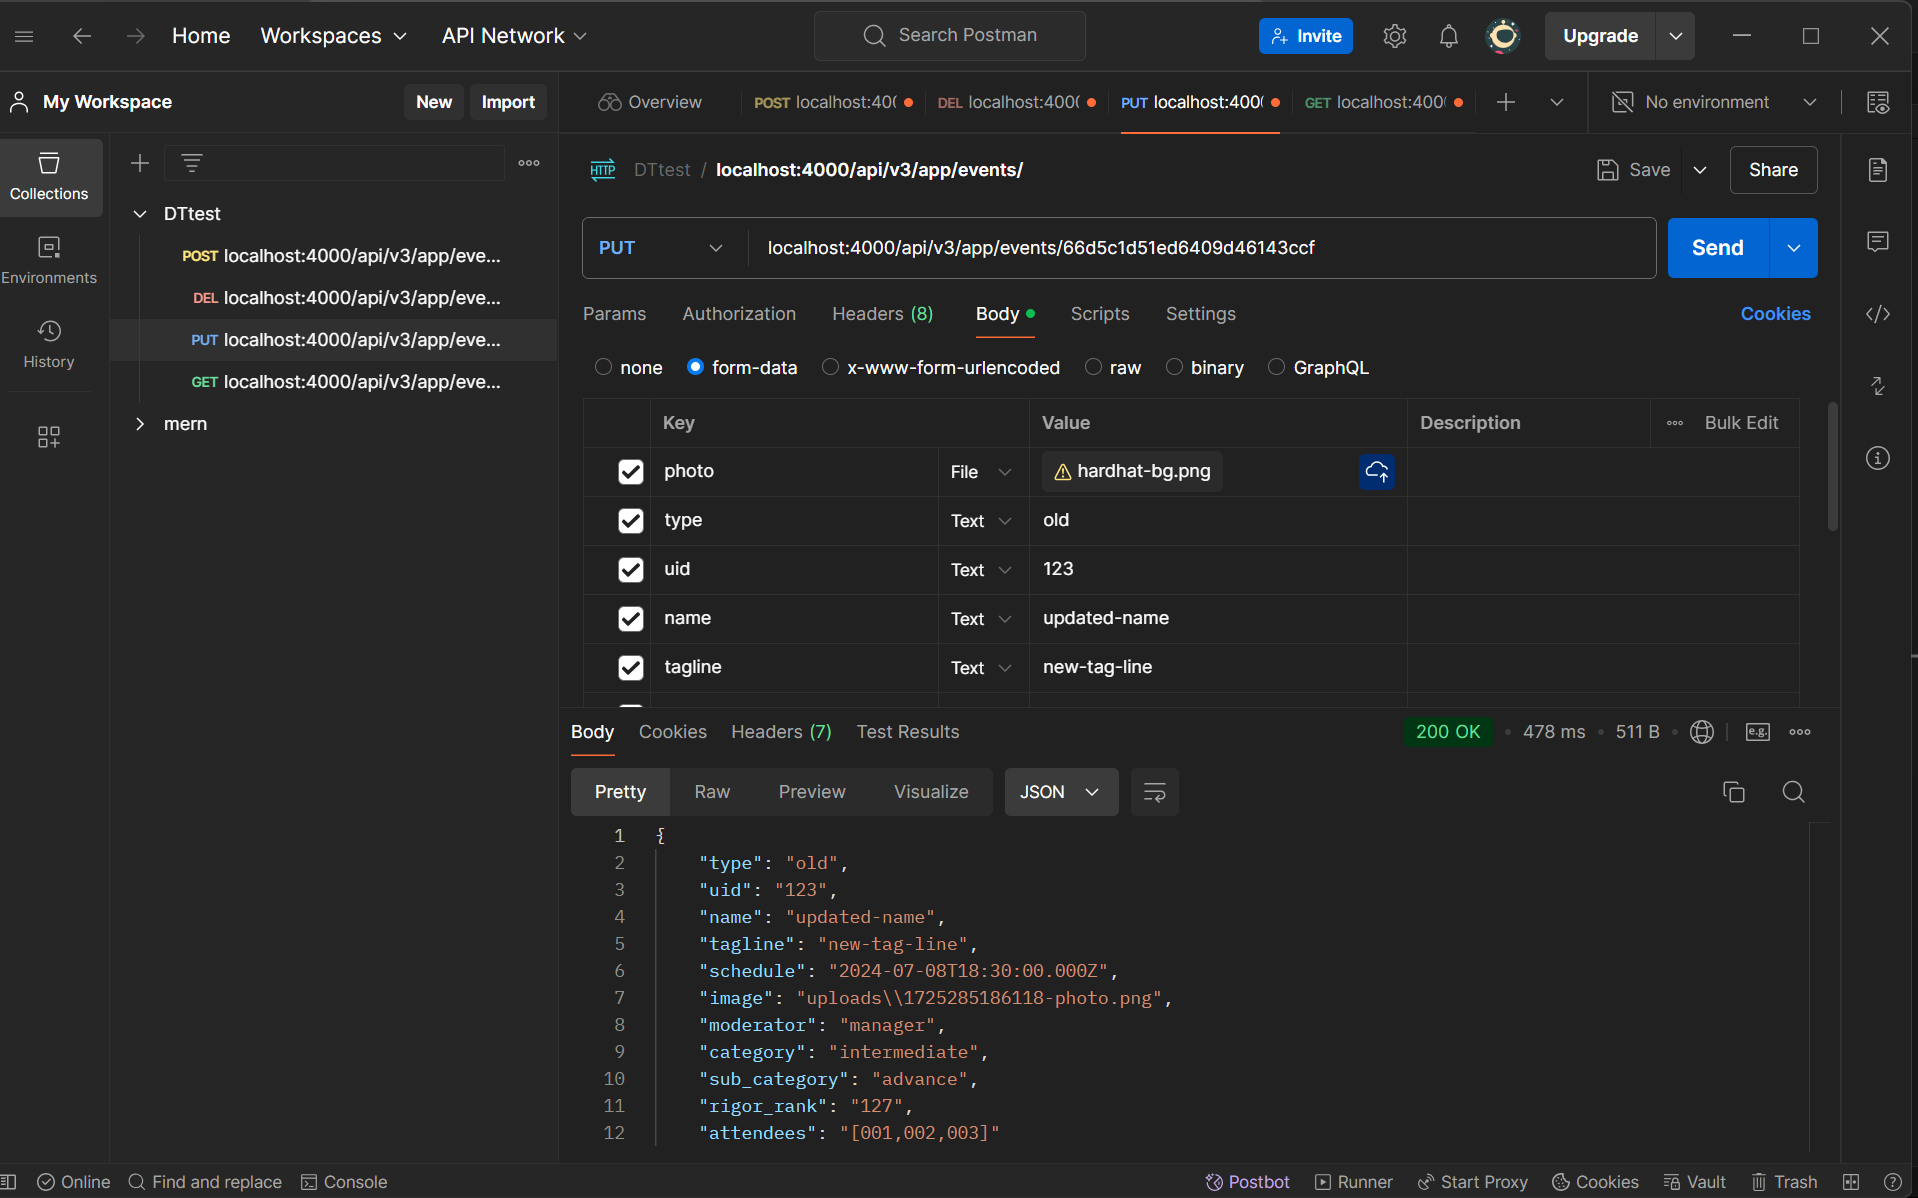 Home Workspaces API Network Search Postman Invite Upgrade
My Workspace New Import Overview POST localhost:400 DEL localhost:400 PUT localhost:400 GET localhost:400 No environment
Collections
Environments
History
DTtest
POST localhost:4000/api/v3/app/eve...
DEL localhost:4000/api/v3/app/eve...
PUT localhost:4000/api/v3/app/eve...
GET localhost:4000/api/v3/app/eve...
mern
HTTP DTtest / localhost:4000/api/v3/app/events/ Save Share
PUT localhost:4000/api/v3/app/events/66d5c1d51ed6409d46143ccf Send
Params Authorization Headers (8) Body Scripts Settings Cookies
none form-data x-www-form-urlencoded raw binary GraphQL
Key Value Description Bulk Edit
photo File hardhat-bg.png
type Text old
uid Text 123
name Text updated-name
tagline Text new-tag-line
Body Cookies Headers (7) Test Results 200 OK • 478 ms • 511 B • e.g.
Pretty Raw Preview Visualize JSON
1 {
2 "type": "old",
3 "uid": "123",
4 "name": "updated-name",
5 "tagline": "new-tag-line",
6 "schedule": "2024-07-08T18:30:00.000Z",
7 "image": "uploads\\1725285186118-photo.png",
8 "moderator": "manager",
9 "category": "intermediate",
10 "sub_category": "advance",
11 "rigor_rank": "127",
12 "attendees": "[001,002,003]"
Online Find and replace Console Postbot Runner Start Proxy Cookies Vault Trash